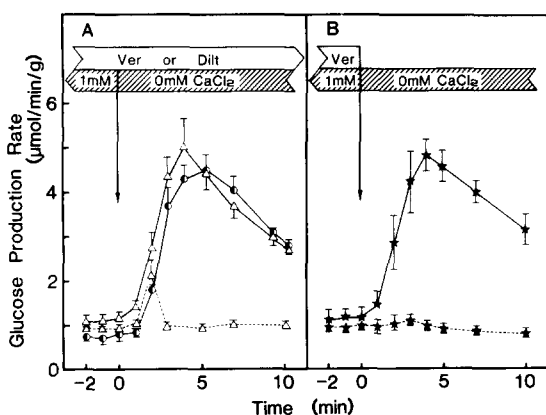 A
B
Ver or Dilt
Ver
1mM
0mM CaCl₂
1mM
0mM CaCl₂
Glucose Production Rate
(μmol/min/g)
6
4
2
0
-2 0 5 10
-2 0 5 10
Time (min)